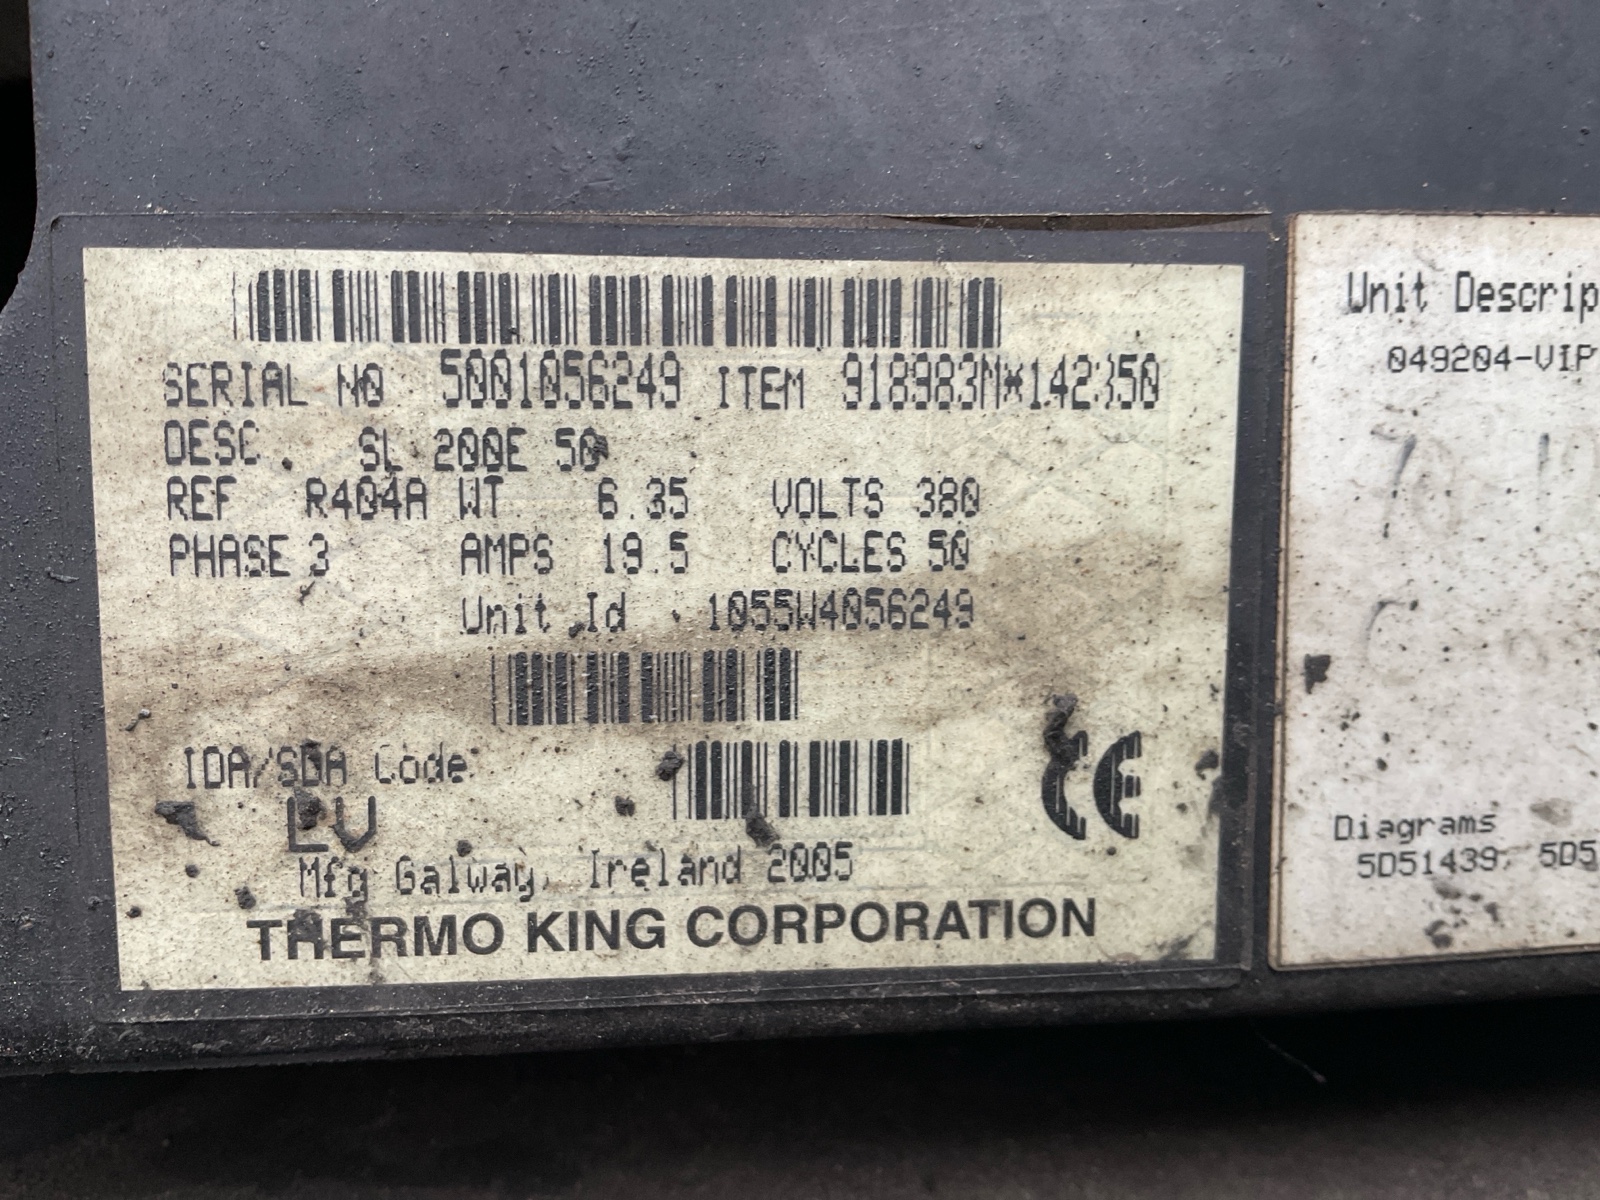 SERIAL NO 5001056249 ITEM
DESC. SL 200E 50
REF R404A WT. 6.35 VOLTS 380
PHASE 3 AMPS 19.5 CYCLES 50
Unit Id 1055W4056249
IDA/SDA Code
LV
Mfg Galway, Ireland 2005
THERMO KING CORPORATION
CE
Unit Descrip
049204-VIP
Diagrams
5D51439, 5D5